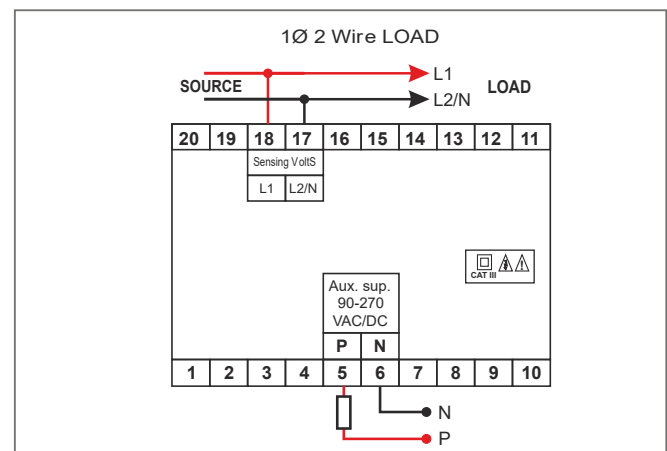 1Ø 2 Wire LOAD
L1
SOURCE LOAD
L2/N
20 19 18 17 16 15 14 13 12 11
Sensing VoltS
L1 L2/N
CAT III
Aux. sup.
90-270
VAC/DC
P N
1 2 3 4 5 6 7 8 9 10
N
P